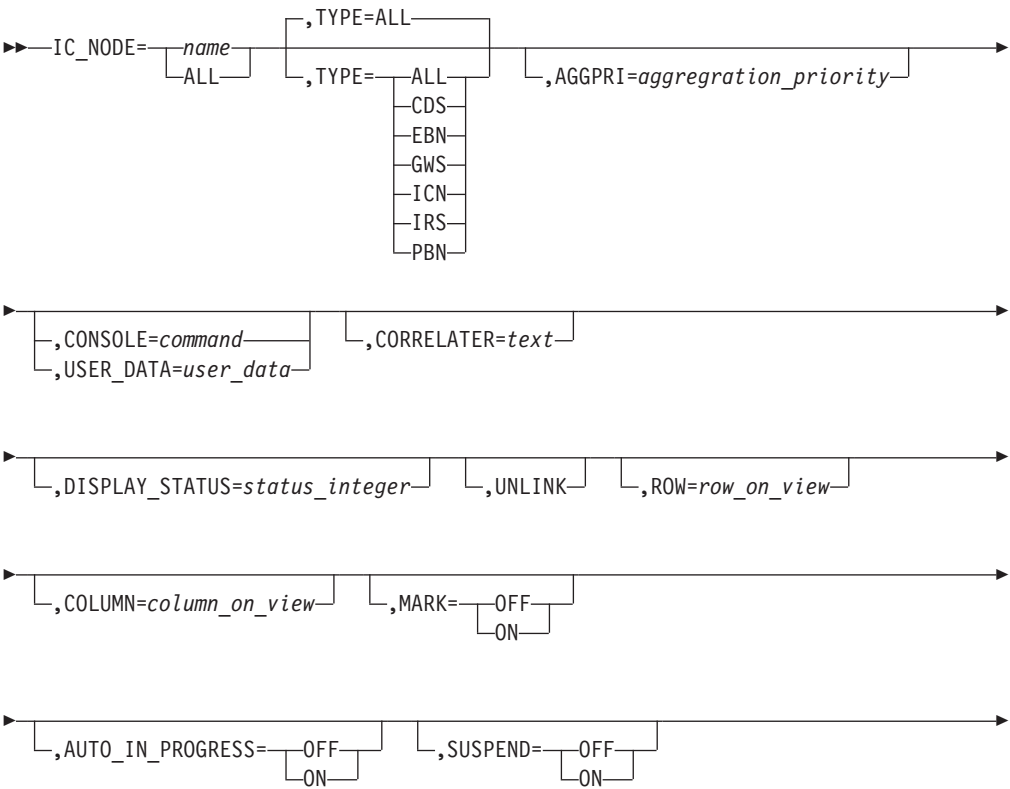 ,TYPE=ALL
IC_NODE= name ,TYPE= ALL ,AGGPRI=aggregration_priority
ALL CDS
EBN
GWS
ICN
IRS
PBN
,CONSOLE=command ,CORRELATER=text
,USER_DATA=user_data
,DISPLAY_STATUS=status_integer ,UNLINK ,ROW=row_on_view
,COLUMN=column_on_view ,MARK= OFF
ON
,AUTO_IN_PROGRESS= OFF ,SUSPEND= OFF
ON ON